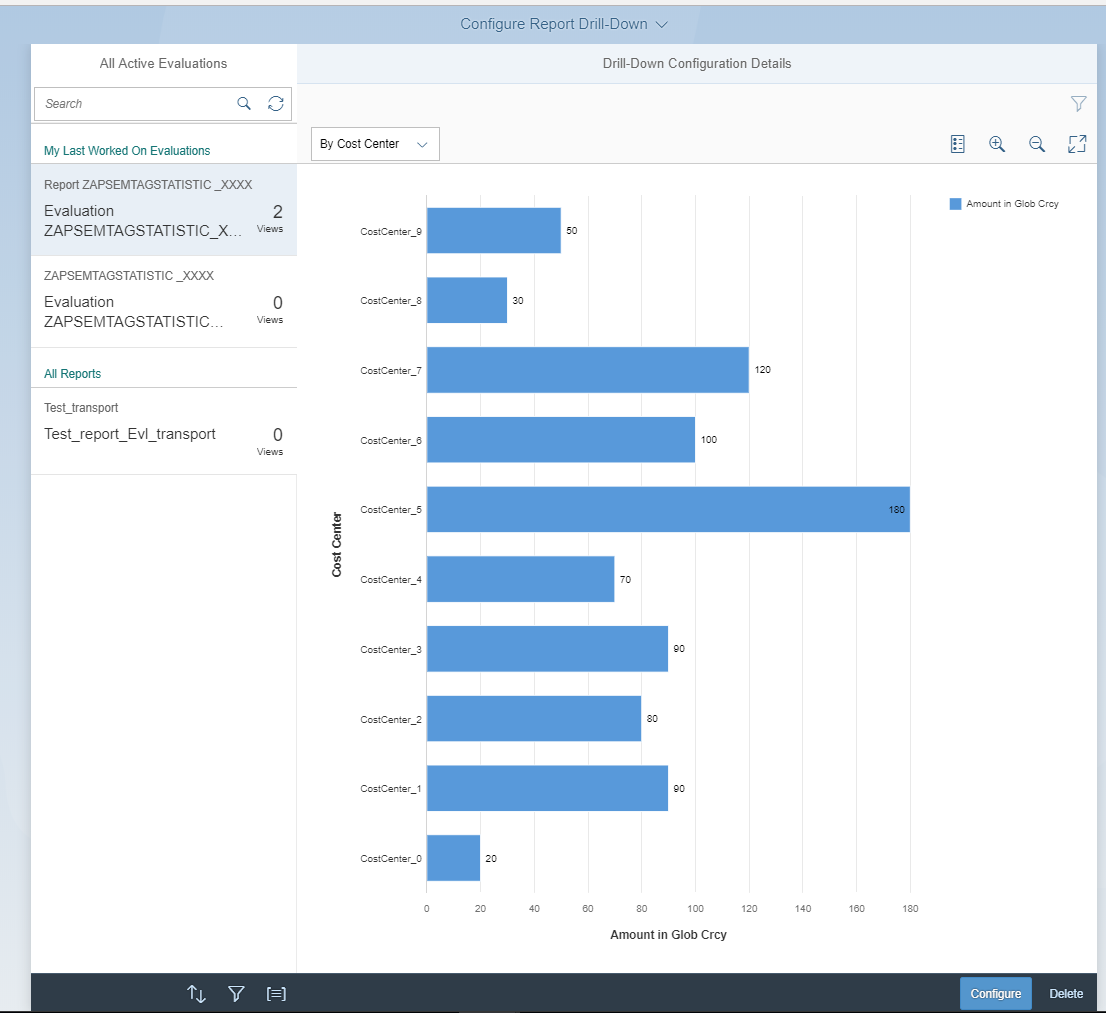 Configure Report Drill-Down
All Active Evaluations
Drill-Down Configuration Details
Search
By Cost Center
My Last Worked On Evaluations
Report ZAPSEMTAGSTATISTIC _XXXX
Evaluation
ZAPSEMTAGSTATISTIC_X...
2
Views
ZAPSEMTAGSTATISTIC _XXXX
Evaluation
ZAPSEMTAGSTATISTIC...
0
Views
All Reports
Test_transport
Test_report_Evl_transport
0
Views
Amount in Glob Crcy
Cost Center
CostCenter_9 50
CostCenter_8 30
CostCenter_7 120
CostCenter_6 100
CostCenter_5 180
CostCenter_4 70
CostCenter_3 90
CostCenter_2 80
CostCenter_1 90
CostCenter_0 20
0 20 40 60 80 100 120 140 160 180
Amount in Glob Crcy
Configure
Delete